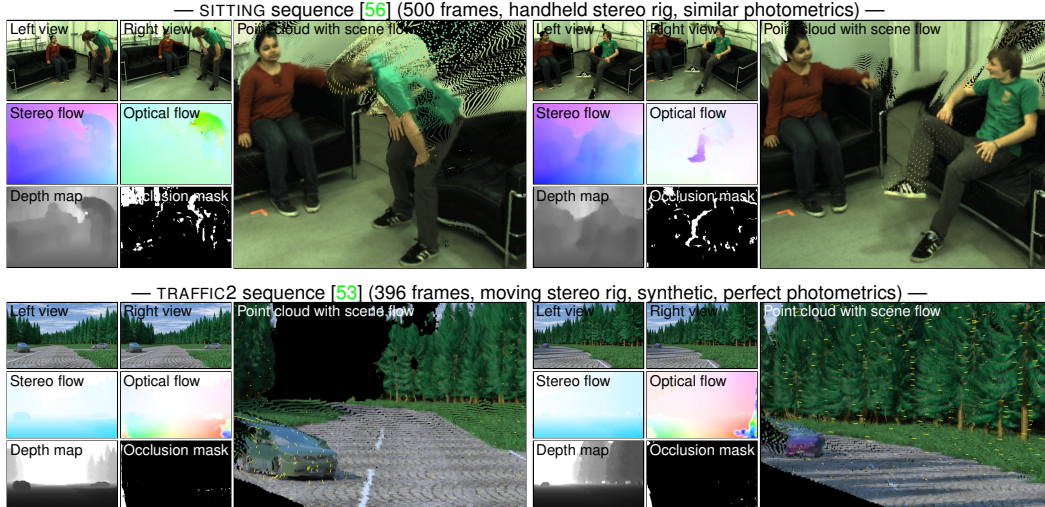 — SITTING sequence [56] (500 frames, handheld stereo rig, similar photometrics) —
Left view Right view Point cloud with scene flow Left view Right view Point cloud with scene flow
Stereo flow Optical flow Stereo flow Optical flow
Depth map Occlusion mask Depth map Occlusion mask
— TRAFFIC2 sequence [53] (396 frames, moving stereo rig, synthetic, perfect photometrics) —
Left view Right view Point cloud with scene flow Left view Right view Point cloud with scene flow
Stereo flow Optical flow Stereo flow Optical flow
Depth map Occlusion mask Depth map Occlusion mask